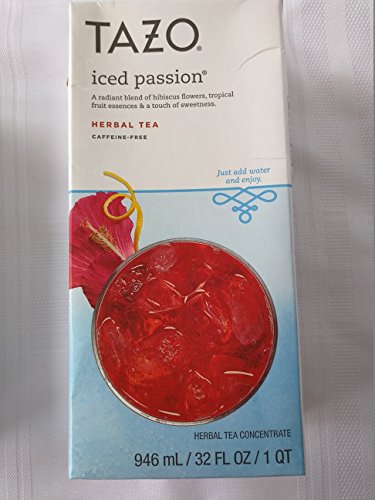 TAZO®
iced passion®
A radiant blend of hibiscus flowers, tropical
fruit essences & a touch of sweetness.
HERBAL TEA
CAFFEINE-FREE
Just add water
and enjoy.
HERBAL TEA CONCENTRATE
946 mL / 32 FL OZ / 1 QT